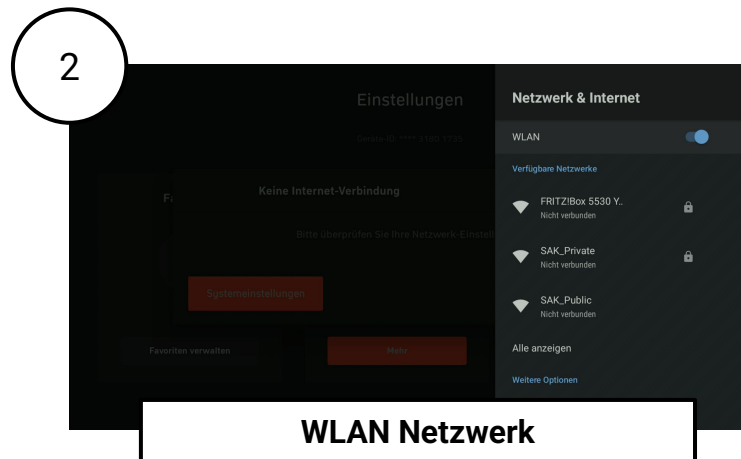 2
Einstellungen
Keine Internet-Verbindung
Bitte überprüfen Sie Ihre Netzwerk-Einstell
Systemeinstellungen
Favoriten verwalten
Mehr
Netzwerk & Internet
WLAN
Verfügbare Netzwerke
FRITZ!Box 5530 Y..
Nicht verbunden
SAK_Private
Nicht verbunden
SAK_Public
Nicht verbunden
Alle anzeigen
Weitere Optionen
WLAN Netzwerk